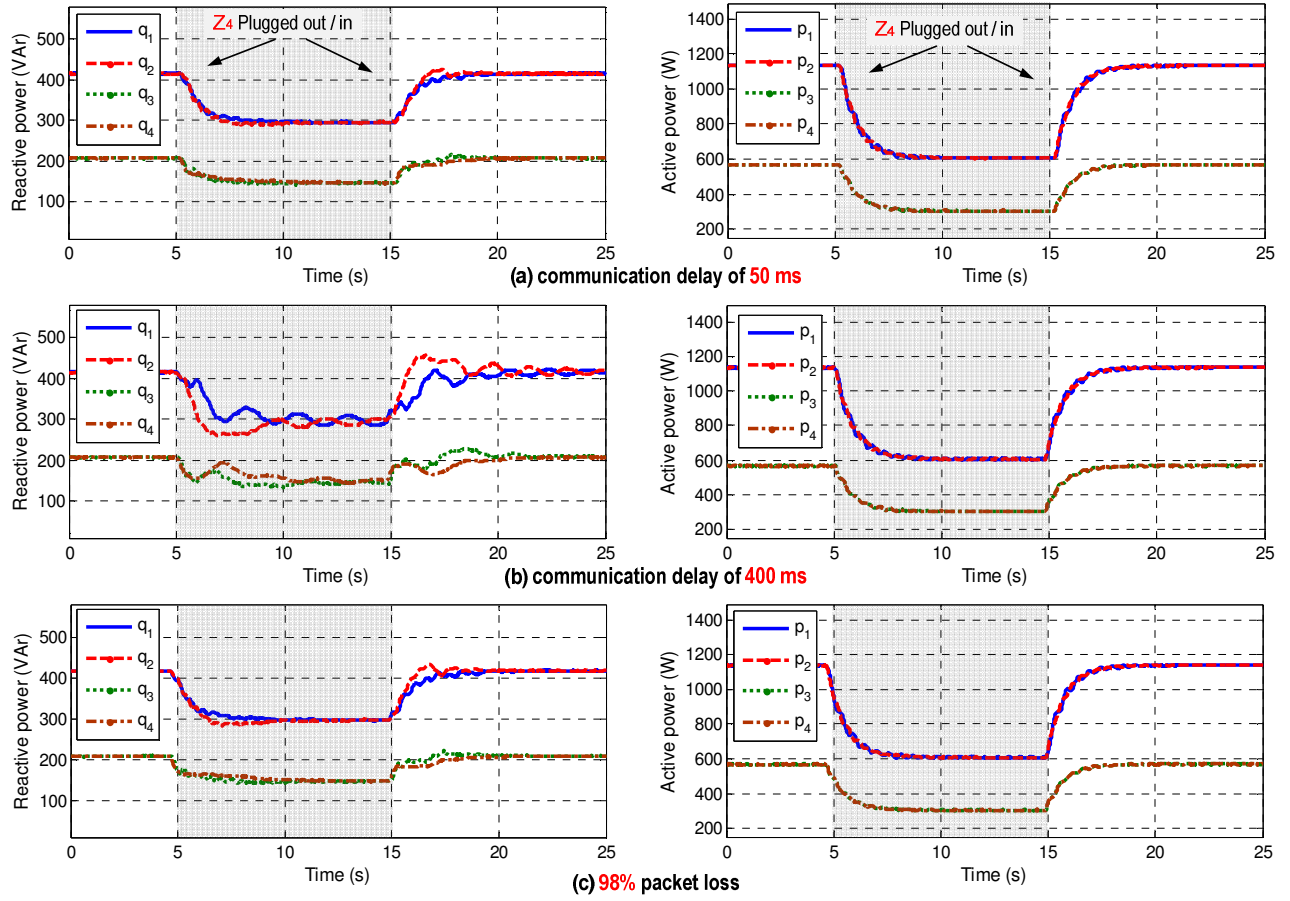 Reactive power (VAr)
500
400
300
200
100
q1
q2
q3
q4
Z4 Plugged out / in
0 5 10 15 20 25
Time (s)
Active power (W)
1400
1200
1000
800
600
400
200
p1
p2
p3
p4
Z4 Plugged out / in
0 5 10 15 20 25
Time (s)
(a) communication delay of 50 ms
Reactive power (VAr)
500
400
300
200
100
q1
q2
q3
q4
0 5 10 15 20 25
Time (s)
Active power (W)
1400
1200
1000
800
600
400
200
p1
p2
p3
p4
0 5 10 15 20 25
Time (s)
(b) communication delay of 400 ms
Reactive power (VAr)
500
400
300
200
100
q1
q2
q3
q4
0 5 10 15 20 25
Time (s)
Active power (W)
1400
1200
1000
800
600
400
200
p1
p2
p3
p4
0 5 10 15 20 25
Time (s)
(c) 98% packet loss